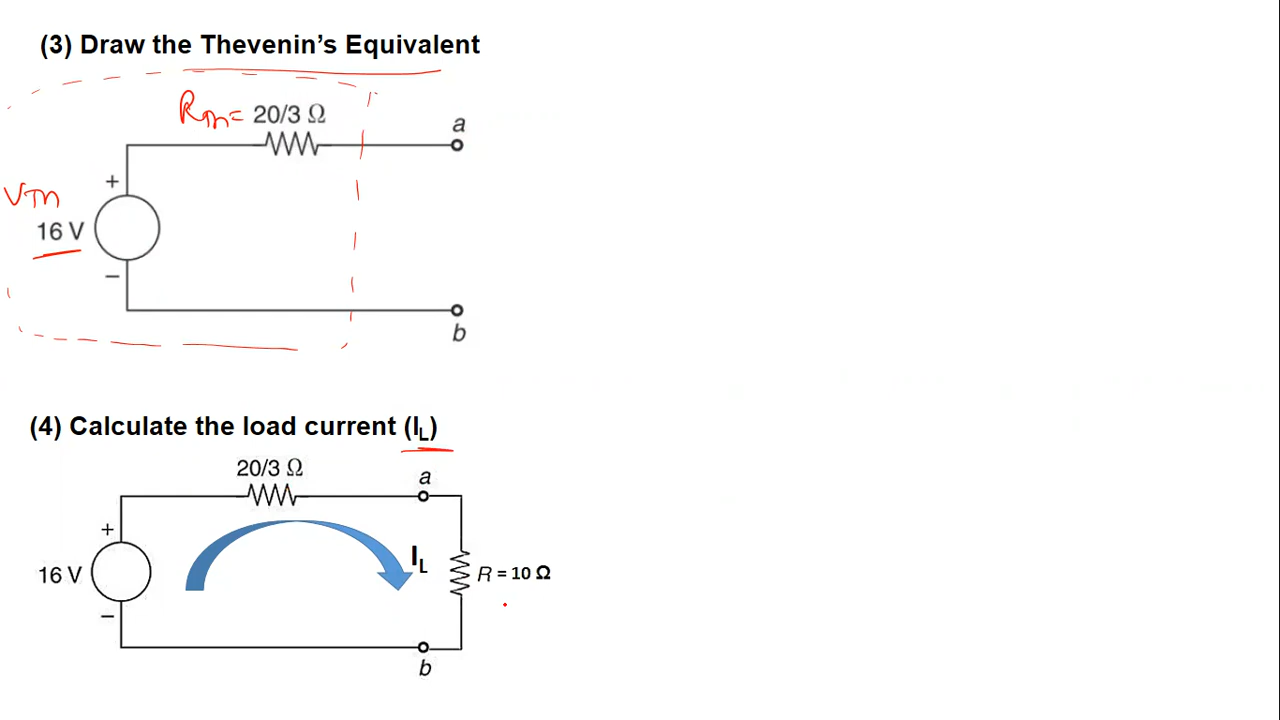 (3) Draw the Thevenin's Equivalent
RTh= 20/3 Ω
a
+
VTh
16 V
−
b
(4) Calculate the load current (IL)
20/3 Ω
a
+
IL
16 V
R = 10 Ω
−
b